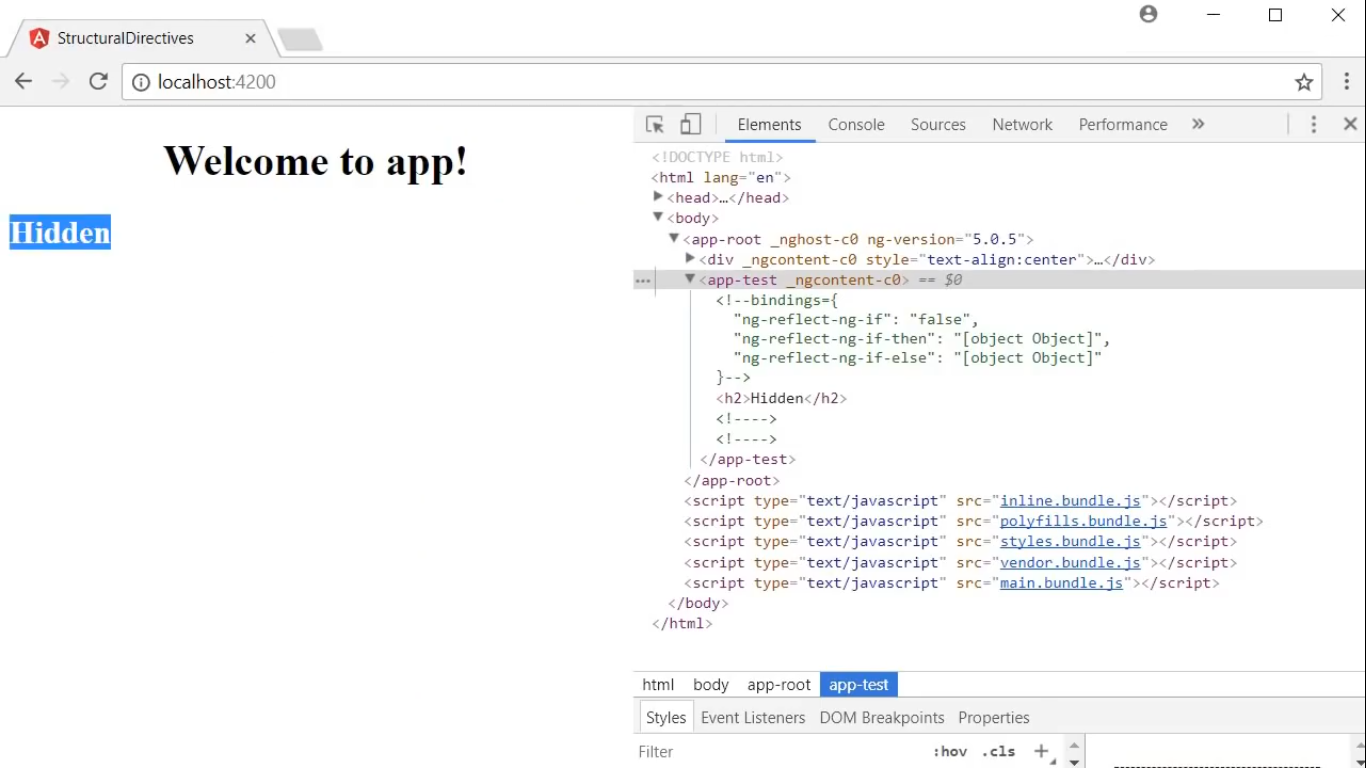 StructuralDirectives
localhost:4200
Welcome to app!
Hidden
Elements Console Sources Network Performance »
<!DOCTYPE html>
<html lang="en">
<head>…</head>
<body>
<app-root _nghost-c0 ng-version="5.0.5">
<div _ngcontent-c0 style="text-align:center">…</div>
<app-test _ngcontent-c0> == $0
<!--bindings={
"ng-reflect-ng-if": "false",
"ng-reflect-ng-if-then": "[object Object]",
"ng-reflect-ng-if-else": "[object Object]"
}-->
<h2>Hidden</h2>
<!---->
<!---->
</app-test>
</app-root>
<script type="text/javascript" src="inline.bundle.js"></script>
<script type="text/javascript" src="polyfills.bundle.js"></script>
<script type="text/javascript" src="styles.bundle.js"></script>
<script type="text/javascript" src="vendor.bundle.js"></script>
<script type="text/javascript" src="main.bundle.js"></script>
</body>
</html>
html body app-root app-test
Styles Event Listeners DOM Breakpoints Properties
Filter :hov .cls +